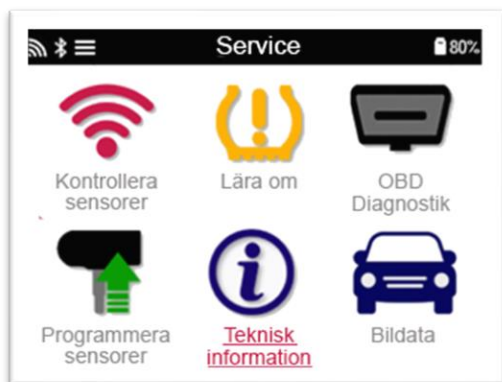 Service
80%
Kontrollera
sensorer
Lära om
OBD
Diagnostik
Programmera
sensorer
Teknisk
information
Bildata